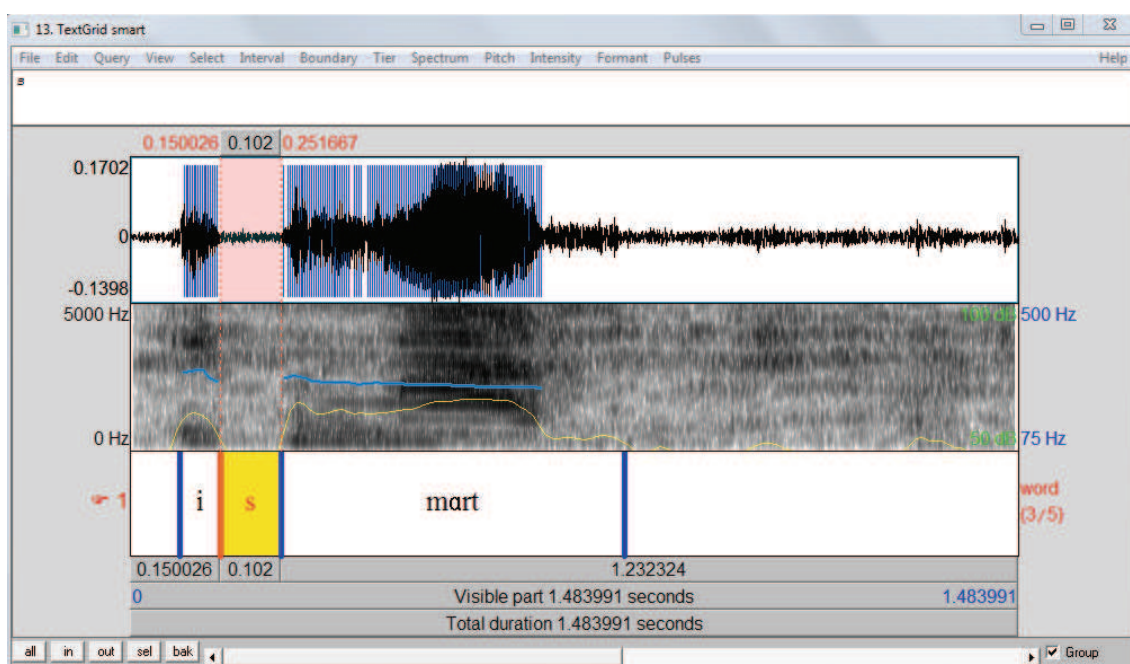 13. TextGrid smart
File Edit Query View Select Interval Boundary Tier Spectrum Pitch Intensity Formant Pulses Help
s
0.150026 0.102 0.251667
0.1702
0
-0.1398
5000 Hz 100 dB 500 Hz
0 Hz 50 dB 75 Hz
☞ 1 i s mart word
(3/5)
0.150026 0.102 1.232324
0 Visible part 1.483991 seconds 1.483991
Total duration 1.483991 seconds
all in out sel bak Group